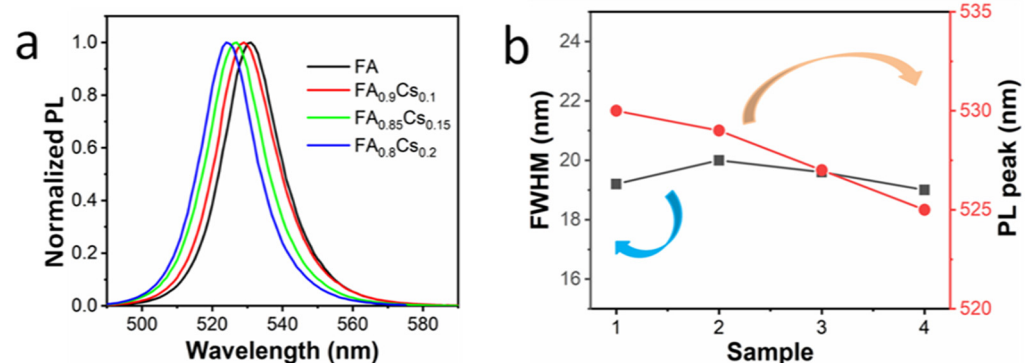 a
Normalized PL
1.0
0.8
0.6
0.4
0.2
0.0
FA
FA0.9Cs0.1
FA0.85Cs0.15
FA0.8Cs0.2
500 520 540 560 580
Wavelength (nm)
b
FWHM (nm)
24
22
20
18
16
535
530
525
520
PL peak (nm)
1 2 3 4
Sample